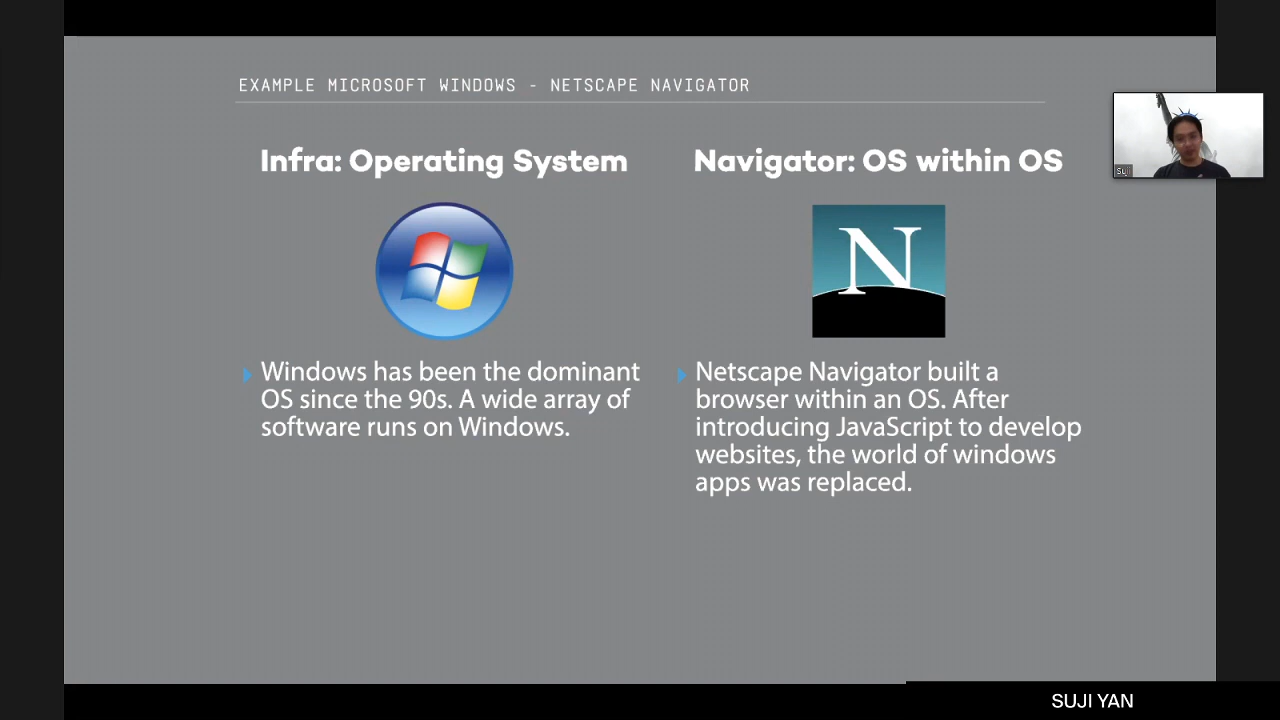 EXAMPLE MICROSOFT WINDOWS - NETSCAPE NAVIGATOR
Infra: Operating System
Navigator: OS within OS
N
Windows has been the dominant
OS since the 90s. A wide array of
software runs on Windows.
Netscape Navigator built a
browser within an OS. After
introducing JavaScript to develop
websites, the world of windows
apps was replaced.
Suji
SUJI YAN